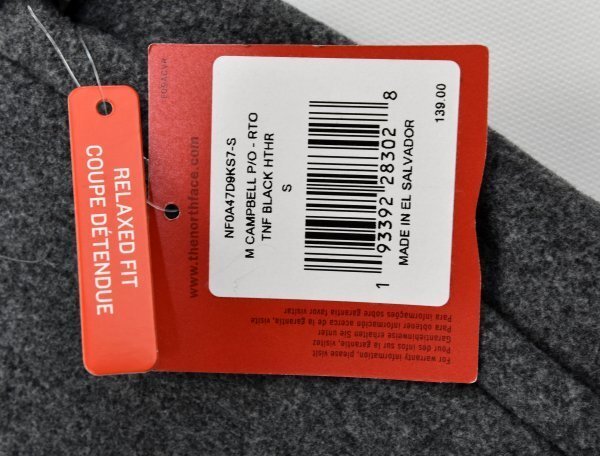 RELAXED FIT
COUPE DÉTENDUE
EU9ACVR
www.thenorthface.com
NF0A47D9KS7-S
M CAMPBELL P/O - RTO
TNF BLACK HTHR
S
1 93392 28302 8
MADE IN EL SALVADOR
139.00
For warranty information, please visit
Pour des infos sur la garantie, visitez
Garantiehinweise erhalten Sie unter
Para obtener información acerca de la garantía, visite
Para informações sobre garantia favor visitar